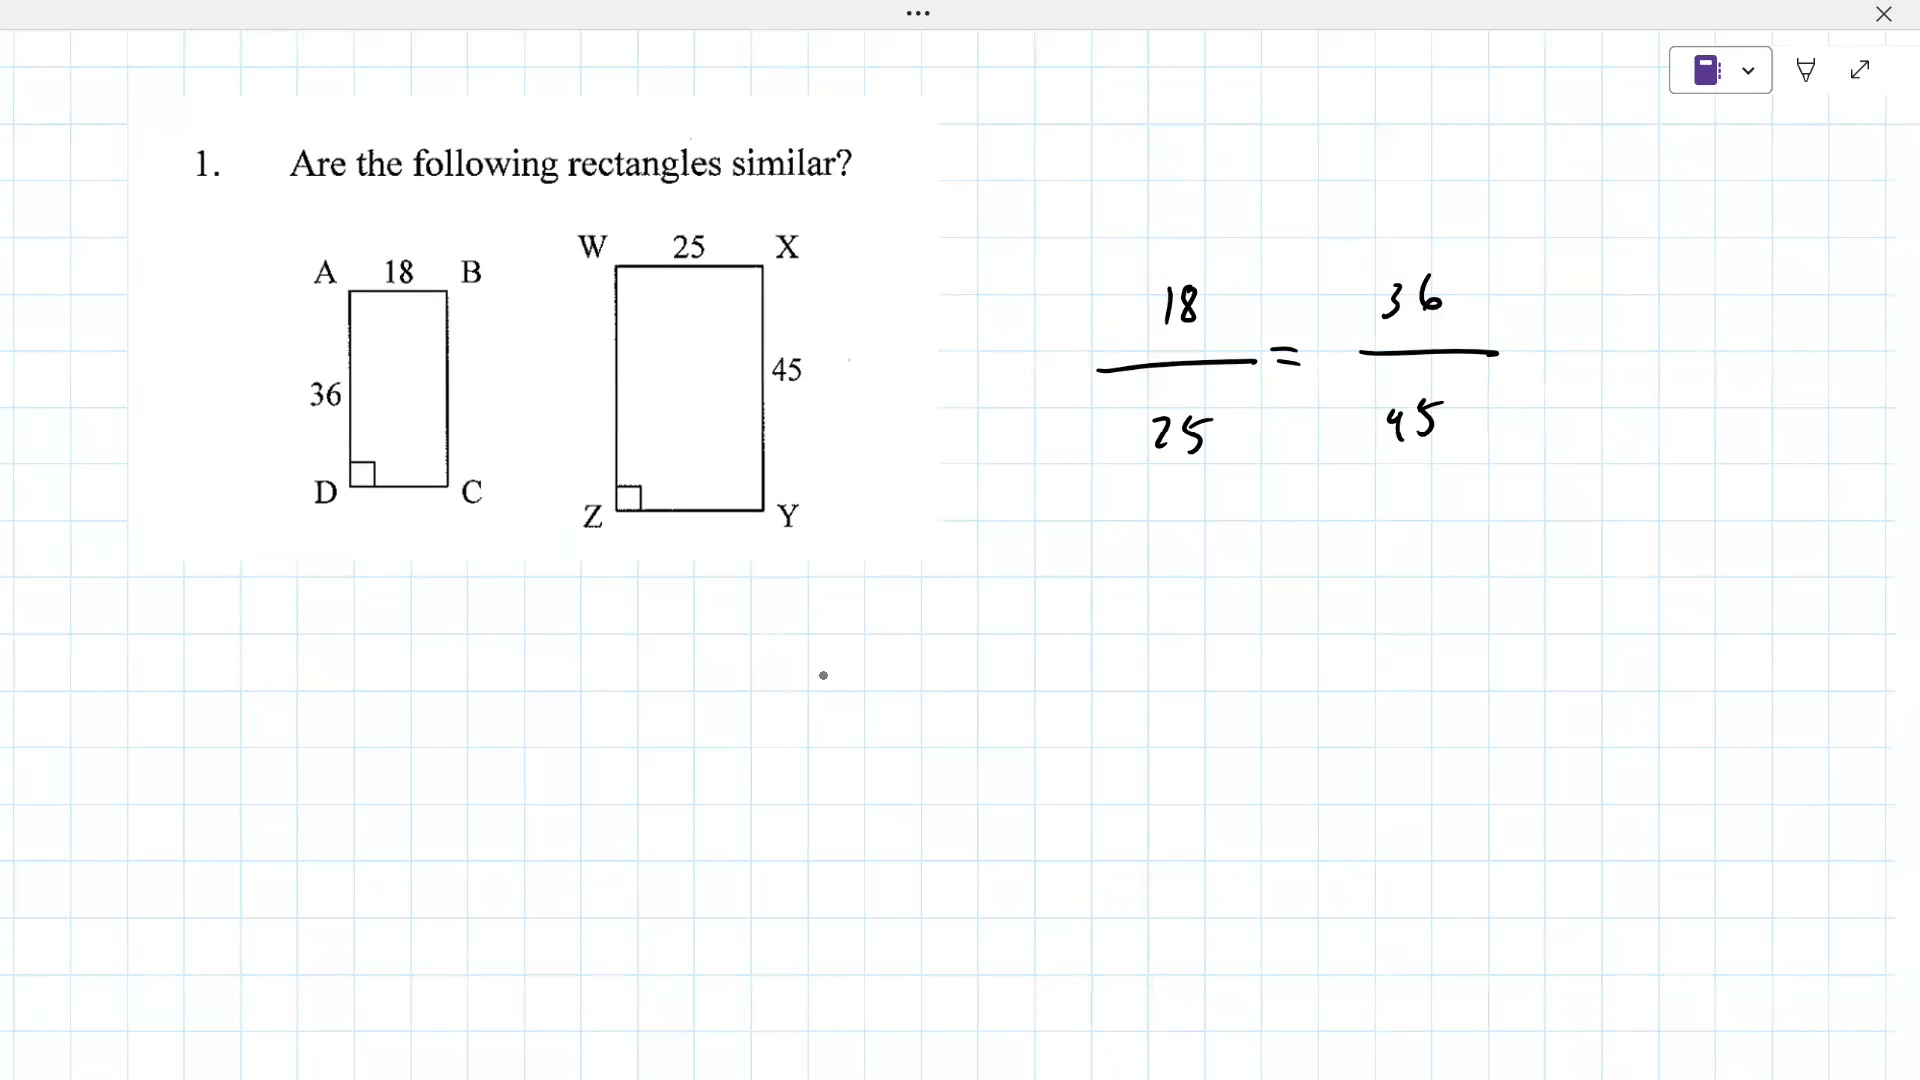 1. Are the following rectangles similar?
W 25 X
A 18 B
45
36
D C
Z Y
18 = 36
25 45